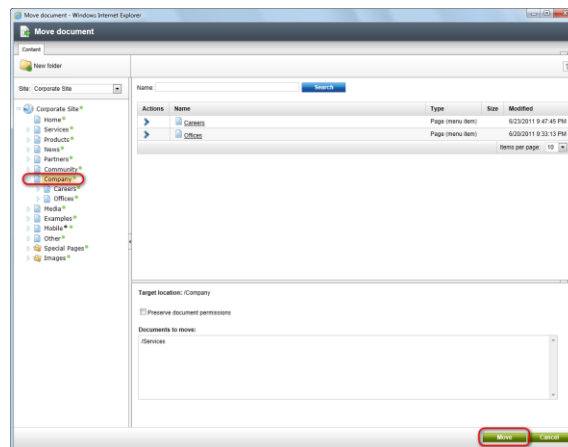 Move document - Windows Internet Explorer
Move document
Content
New folder
Site: Corporate Site
Name:
Search
Corporate Site
Home
Services
Products
News
Partners
Community
Company
Careers
Offices
Media
Examples
Mobile
Other
Special Pages
Images
Actions Name Type Size Modified
Careers Page (menu item) 6/23/2011 9:47:45 PM
Offices Page (menu item) 6/20/2011 9:33:13 PM
Items per page: 10
Target location: /Company
Preserve document permissions
Documents to move:
/Services
Move Cancel